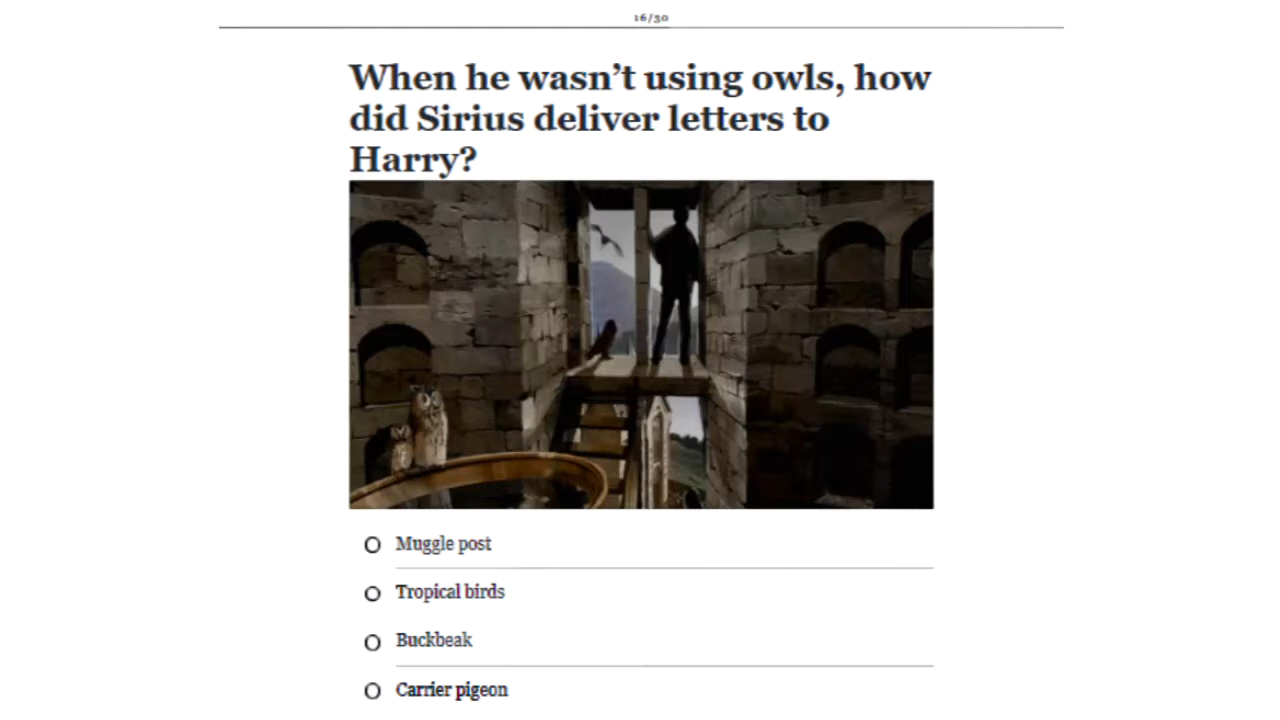 16/30
When he wasn’t using owls, how
did Sirius deliver letters to
Harry?
Muggle post
Tropical birds
Buckbeak
Carrier pigeon